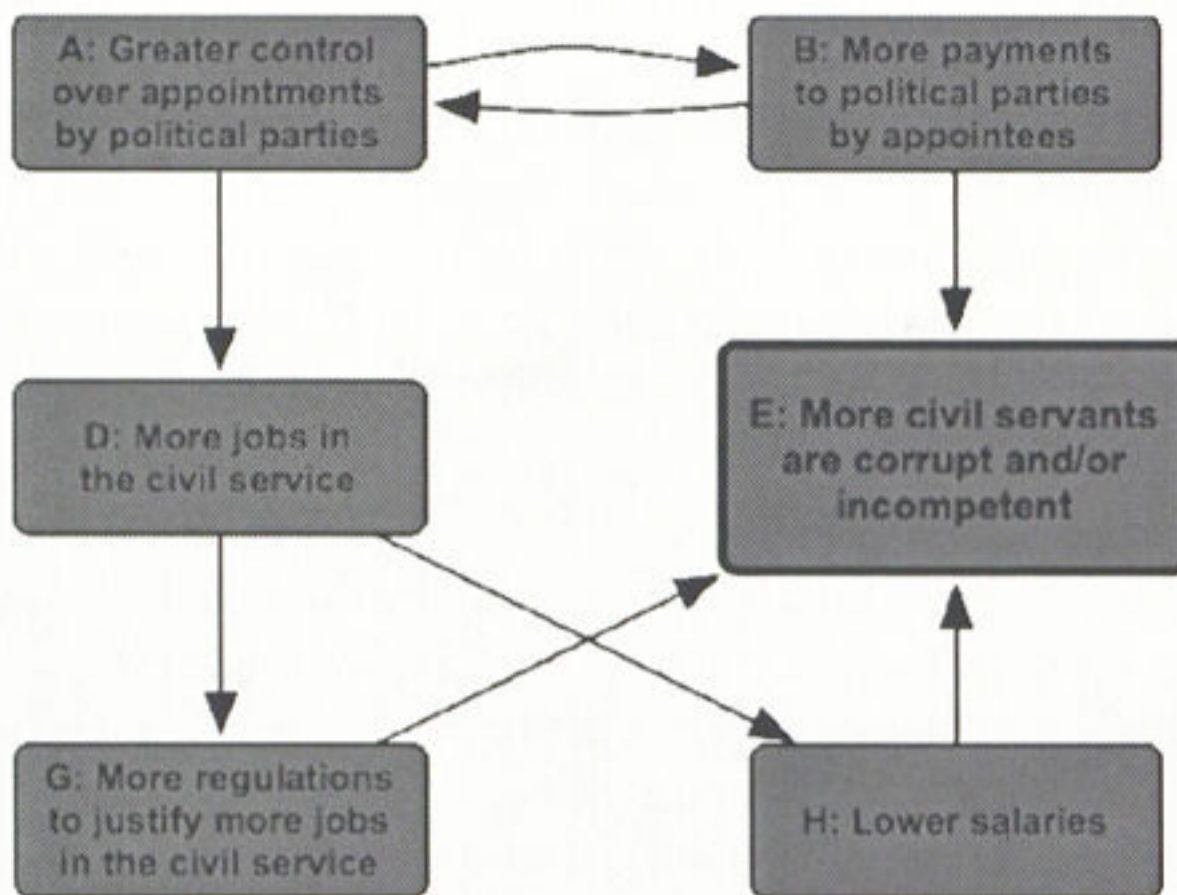 A: Greater control
over appointments
by political parties
B: More payments
to political parties
by appointees
D: More jobs in
the civil service
E: More civil servants
are corrupt and/or
incompetent
G: More regulations
to justify more jobs
in the civil service
H: Lower salaries